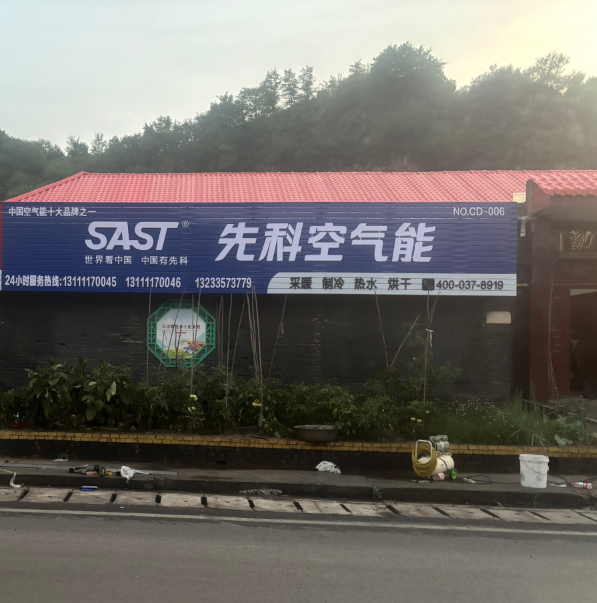 中国空气能十大品牌之一
NO.CD-006
SAST®
先科空气能
世界看中国 中国有先科
24小时服务热线:13111170045 13111170046 13233573779
采暖 制冷 热水 烘干 400-037-8919